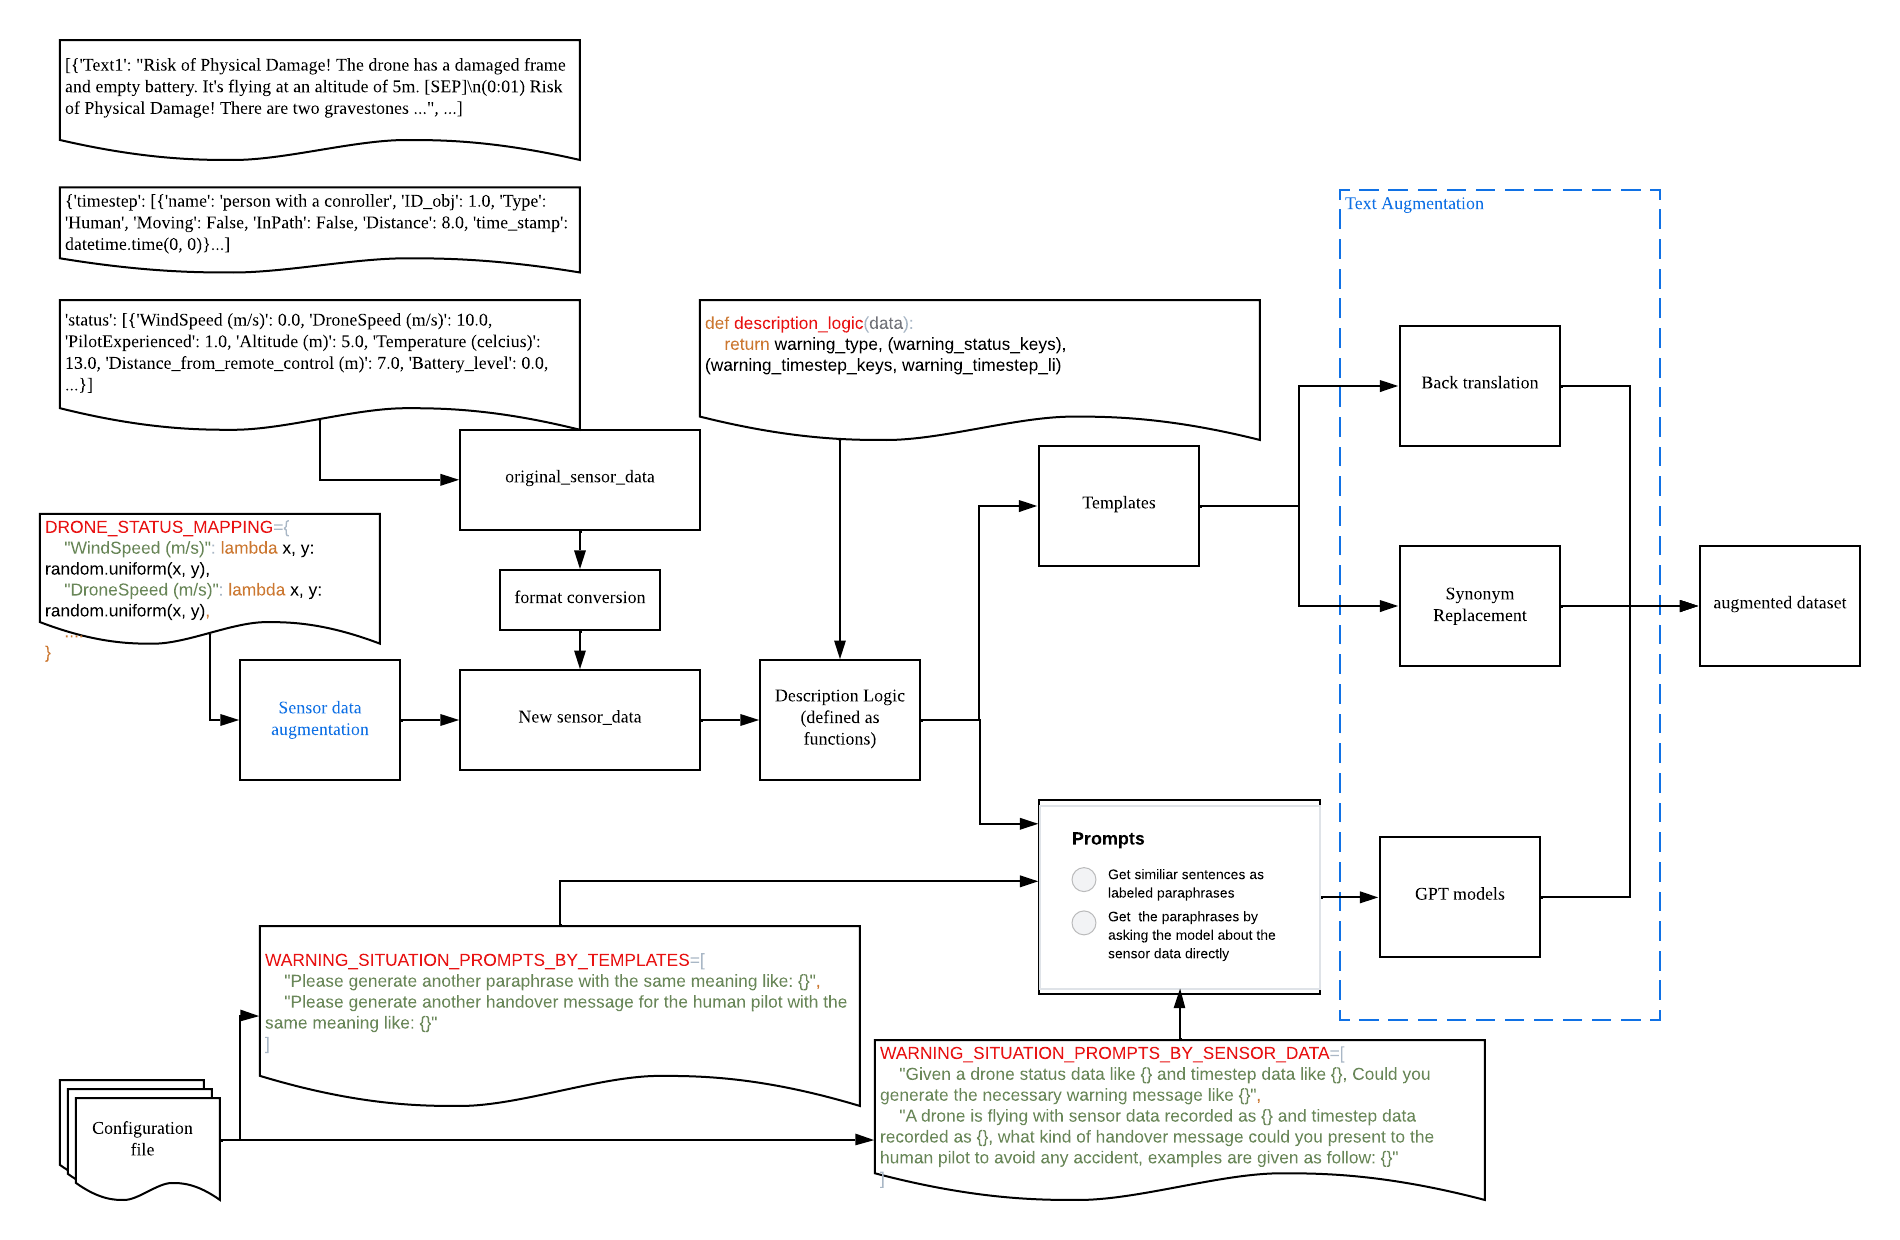 [{'Text1': "Risk of Physical Damage! The drone has a damaged frame
and empty battery. It's flying at an altitude of 5m. [SEP]\n(0:01) Risk
of Physical Damage! There are two gravestones ...", ...]
{'timestep': [{'name': 'person with a conroller', 'ID_obj': 1.0, 'Type':
'Human', 'Moving': False, 'InPath': False, 'Distance': 8.0, 'time_stamp':
datetime.time(0, 0)}...]
'status': [{'WindSpeed (m/s)': 0.0, 'DroneSpeed (m/s)': 10.0,
'PilotExperienced': 1.0, 'Altitude (m)': 5.0, 'Temperature (celcius)':
13.0, 'Distance_from_remote_control (m)': 7.0, 'Battery_level': 0.0,
...}]
def description_logic(data):
return warning_type, (warning_status_keys),
(warning_timestep_keys, warning_timestep_li)
Text Augmentation
Back translation
original_sensor_data
Templates
DRONE_STATUS_MAPPING={
"WindSpeed (m/s)": lambda x, y:
random.uniform(x, y),
"DroneSpeed (m/s)": lambda x, y:
random.uniform(x, y),
....
}
format conversion
Synonym
Replacement
augmented dataset
Sensor data
augmentation
New sensor_data
Description Logic
(defined as
functions)
Prompts
Get similiar sentences as
labeled paraphrases
Get  the paraphrases by
asking the model about the
sensor data directly
GPT models
WARNING_SITUATION_PROMPTS_BY_TEMPLATES=[
"Please generate another paraphrase with the same meaning like: {}",
"Please generate another handover message for the human pilot with the
same meaning like: {}"
]
WARNING_SITUATION_PROMPTS_BY_SENSOR_DATA=[
"Given a drone status data like {} and timestep data like {}, Could you
generate the necessary warning message like {}",
"A drone is flying with sensor data recorded as {} and timestep data
recorded as {}, what kind of handover message could you present to the
human pilot to avoid any accident, examples are given as follow: {}"
]
Configuration
file